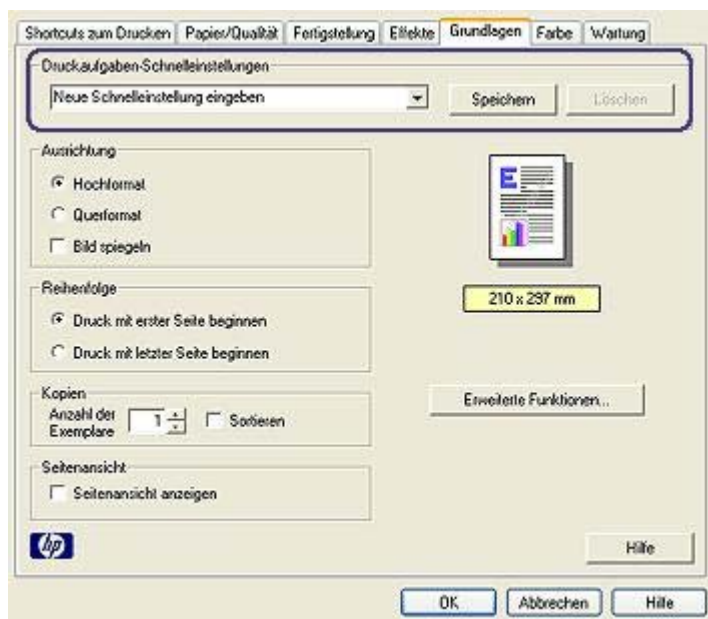 Shortcuts zum Drucken Papier/Qualität Fertigstellung Effekte Grundlagen Farbe Wartung
Druckaufgaben-Schnelleinstellungen
Neue Schnelleinstellung eingeben Speichern Löschen
Ausrichtung
Hochformat
Querformat
Bild spiegeln
E
210 x 297 mm
Reihenfolge
Druck mit erster Seite beginnen
Druck mit letzter Seite beginnen
Kopien
Anzahl der Exemplare 1 Sortieren
Erweiterte Funktionen...
Seitenansicht
Seitenansicht anzeigen
hp Hilfe
OK Abbrechen Hilfe